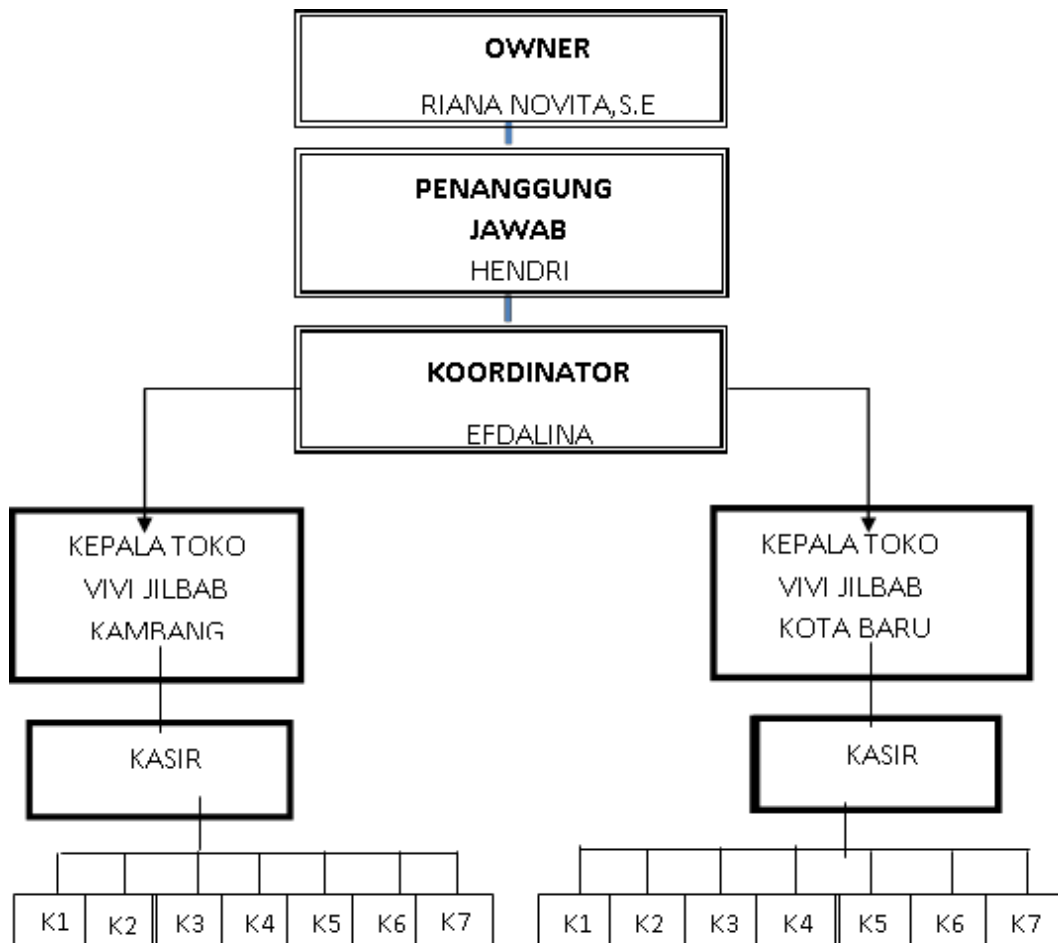 OWNER
RIANA NOVITA,S.E
PENANGGUNG
JAWAB
HENDRI
KOORDINATOR
EFDALINA
KEPALA TOKO
VIVI JILBAB
KAMBANG
KEPALA TOKO
VIVI JILBAB
KOTA BARU
KASIR
KASIR
K1 K2 K3 K4 K5 K6 K7
K1 K2 K3 K4 K5 K6 K7